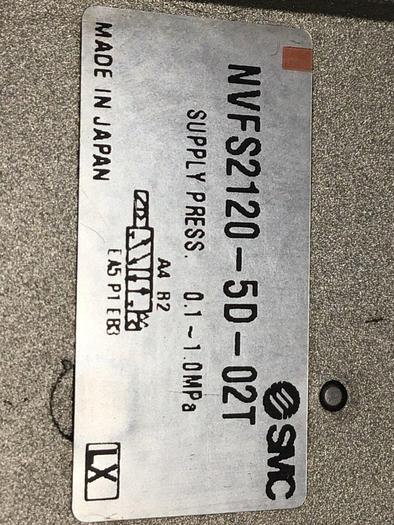 SMC
NVFS2120-5D-02T
SUPPLY PRESS. 0.1~1.0MPa
A4 B2
EA5 P1 EB3
MADE IN JAPAN
LX